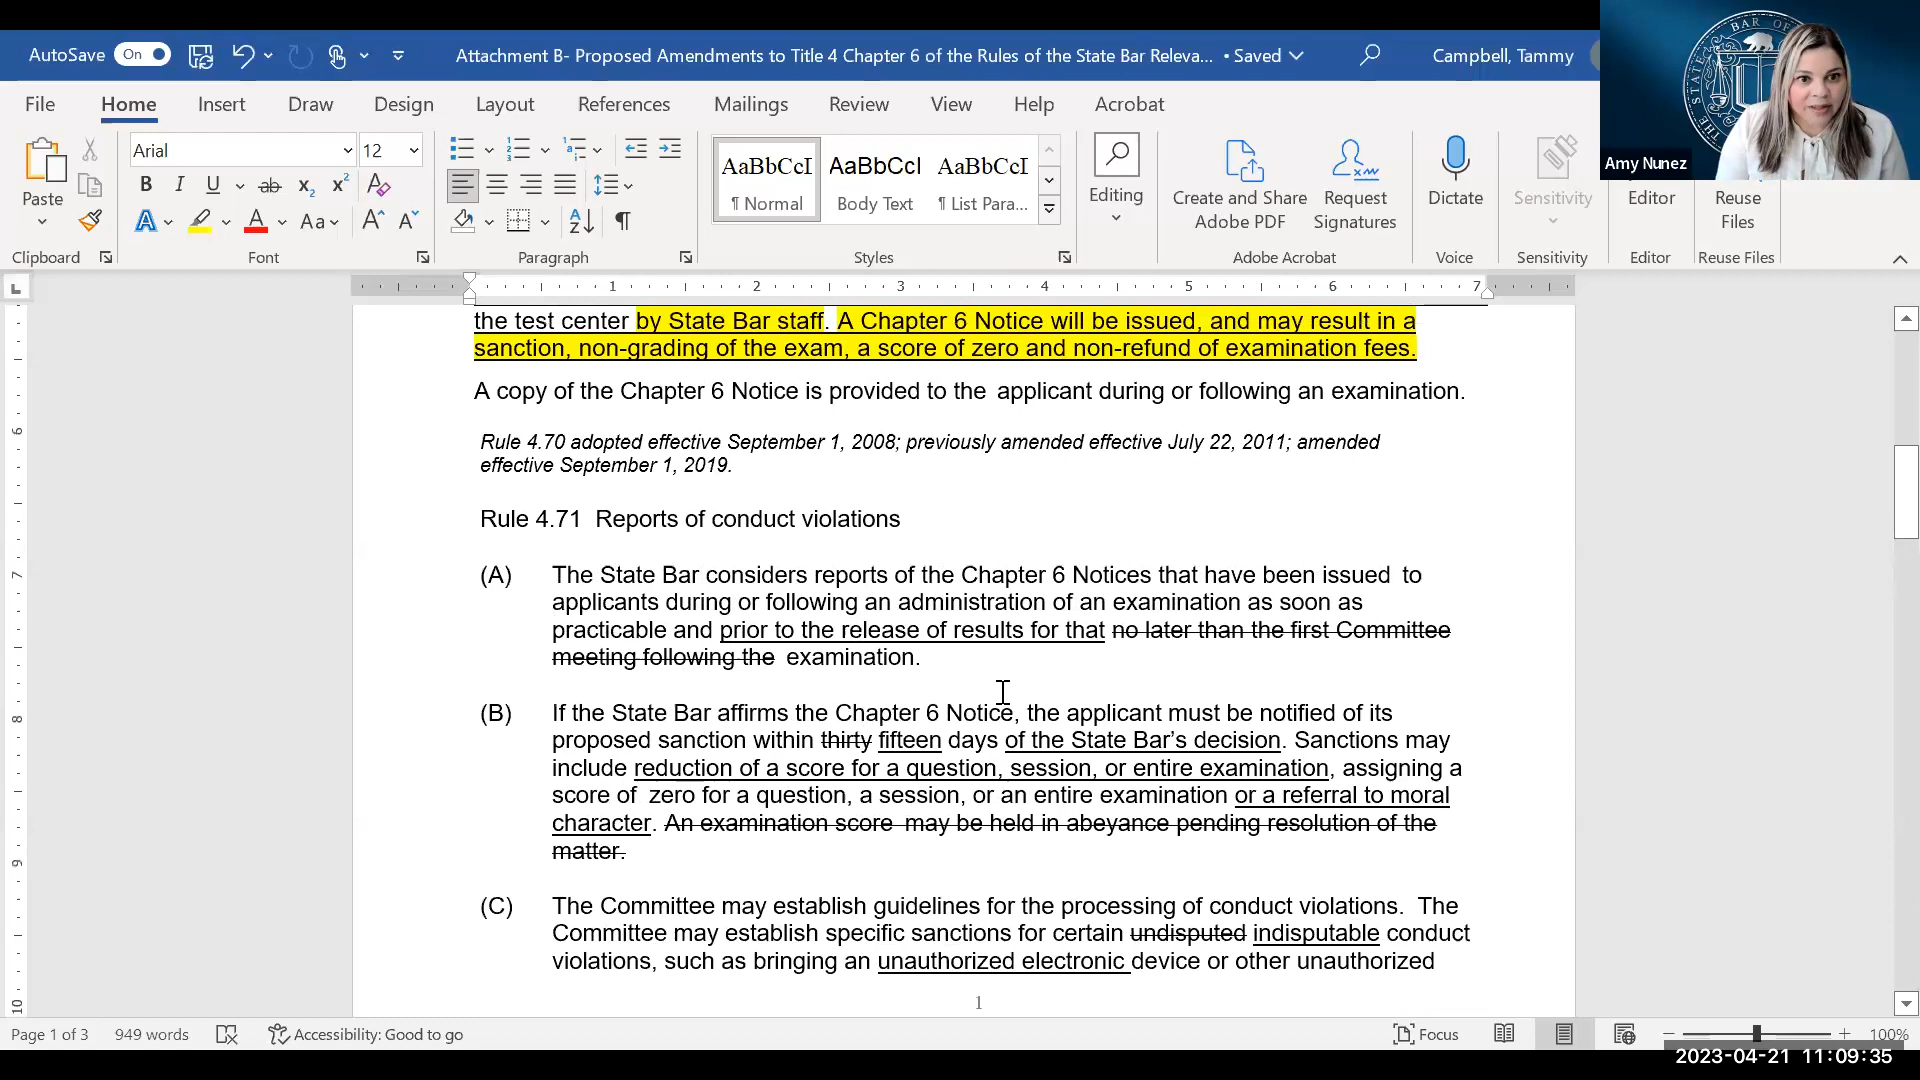 AutoSave On Attachment B- Proposed Amendments to Title 4 Chapter 6 of the Rules of the State Bar Releva... • Saved Campbell, Tammy
File Home Insert Draw Design Layout References Mailings Review View Help Acrobat
Arial 12
Paste
AaBbCcI AaBbCcI AaBbCcI
¶ Normal Body Text ¶ List Para...
Editing
Create and Share
Adobe PDF
Request
Signatures
Dictate
Sensitivity
Editor
Reuse
Files
Clipboard Font Paragraph Styles Adobe Acrobat Voice Sensitivity Editor Reuse Files
Amy Nunez
THE STATE BAR OF
1 2 3 4 5 6 7
6
7
8
9
10
the test center by State Bar staff. A Chapter 6 Notice will be issued, and may result in a
sanction, non-grading of the exam, a score of zero and non-refund of examination fees.
A copy of the Chapter 6 Notice is provided to the applicant during or following an examination.
Rule 4.70 adopted effective September 1, 2008; previously amended effective July 22, 2011; amended
effective September 1, 2019.
Rule 4.71 Reports of conduct violations
(A) The State Bar considers reports of the Chapter 6 Notices that have been issued to
applicants during or following an administration of an examination as soon as
practicable and prior to the release of results for that no later than the first Committee
meeting following the examination.
(B) If the State Bar affirms the Chapter 6 Notice, the applicant must be notified of its
proposed sanction within thirty fifteen days of the State Bar's decision. Sanctions may
include reduction of a score for a question, session, or entire examination, assigning a
score of zero for a question, a session, or an entire examination or a referral to moral
character. An examination score may be held in abeyance pending resolution of the
matter.
(C) The Committee may establish guidelines for the processing of conduct violations. The
Committee may establish specific sanctions for certain undisputed indisputable conduct
violations, such as bringing an unauthorized electronic device or other unauthorized
1
Page 1 of 3 949 words Accessibility: Good to go Focus 100%
2023-04-21 11:09:35